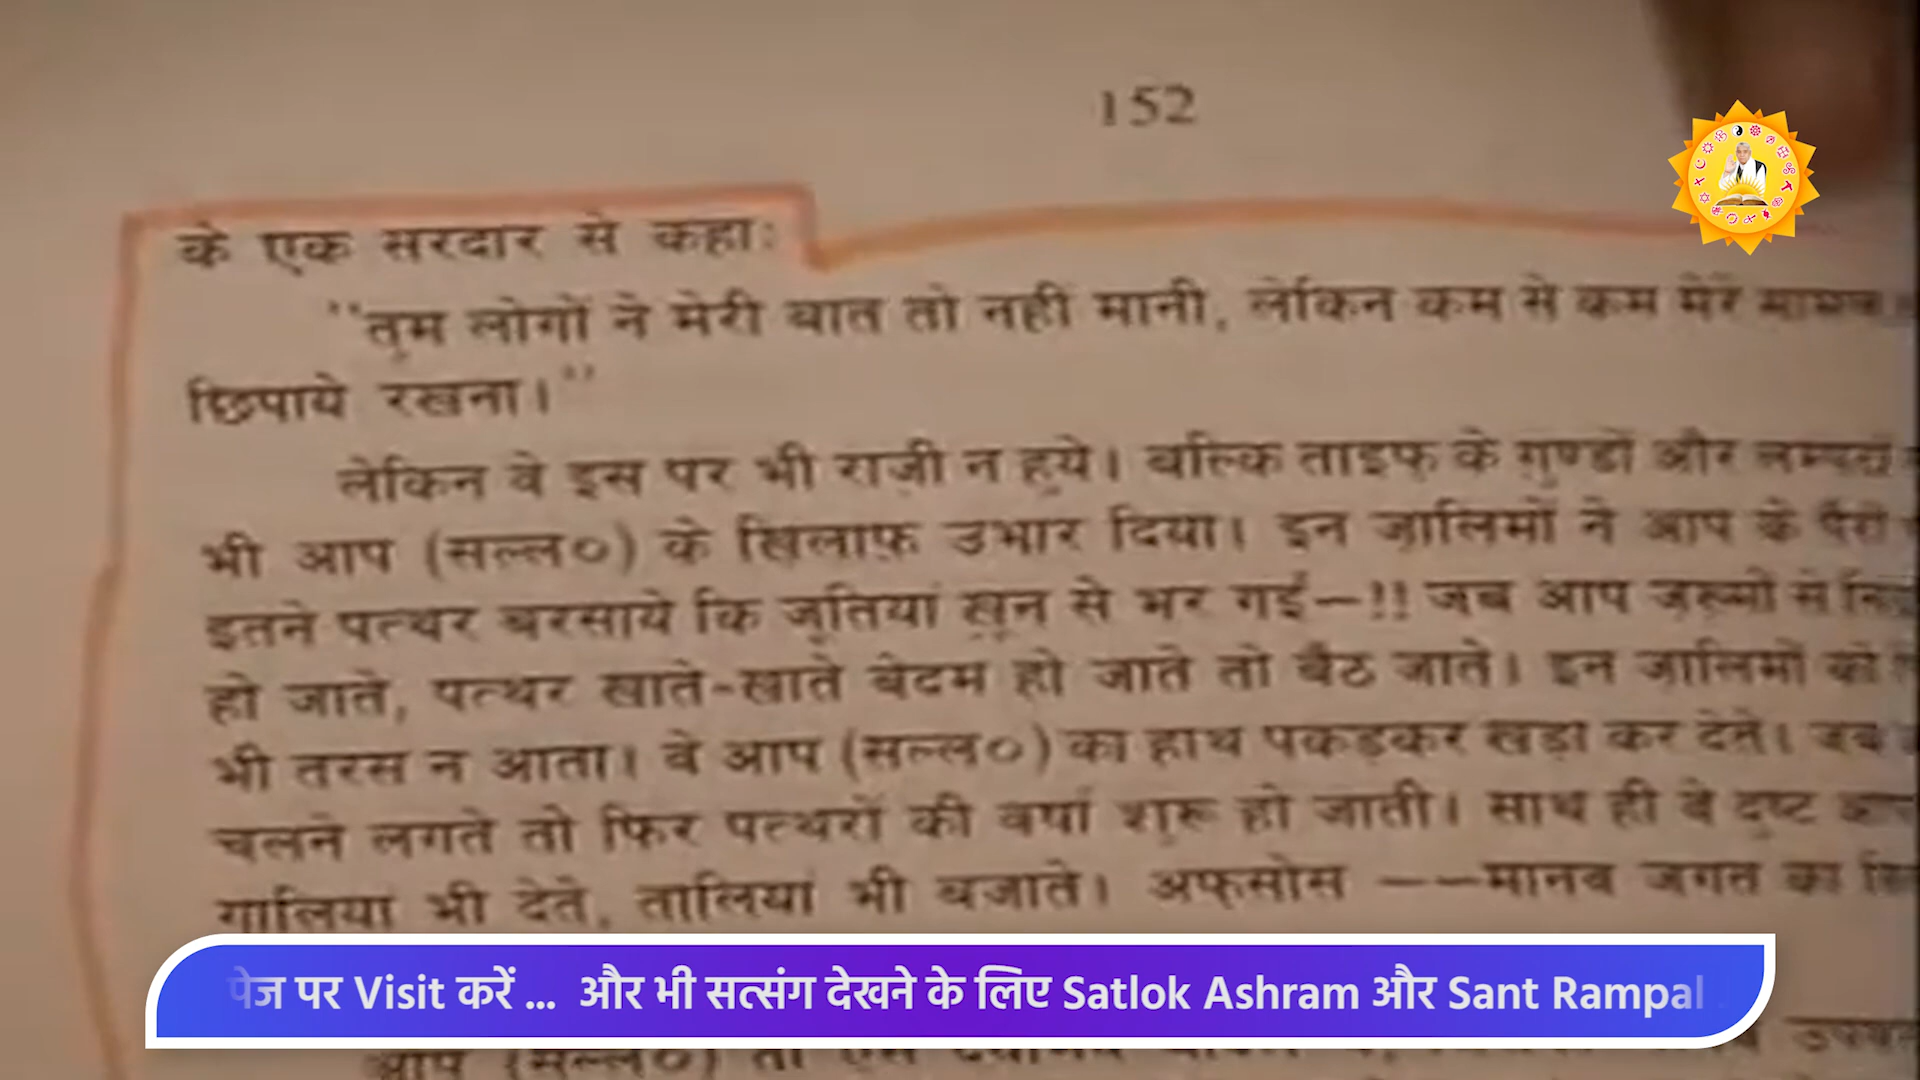 152
के एक सरदार से कहा:
"तुम लोगों ने मेरी बात तो नहीं मानी, लेकिन कम से कम मेरे
छिपाये रखना।"
लेकिन वे इस पर भी राज़ी न हुये। बल्कि ताइफ़ के गुण्डों और
भी आप (सल्ल०) के ख़िलाफ़ उभार दिया। इन ज़ालिमों ने आप के पैरों
इतने पत्थर बरसाये कि जूतियां ख़ून से भर गईं—!! जब आप ज़ख़्मों से
हो जाते, पत्थर खाते-खाते बेदम हो जाते तो बैठ जाते। इन ज़ालिमों को
भी तरस न आता। वे आप (सल्ल०) का हाथ पकड़कर खड़ा कर देते। जब
चलने लगते तो फिर पत्थरों की वर्षा शुरू हो जाती। साथ ही वे दुष्ट
गालियां भी देते, तालियां भी बजाते। अफ़सोस ——मानव जगत का
पेज पर Visit करें ... और भी सत्संग देखने के लिए Satlok Ashram और Sant Rampal
आप (सल्ल०) तो